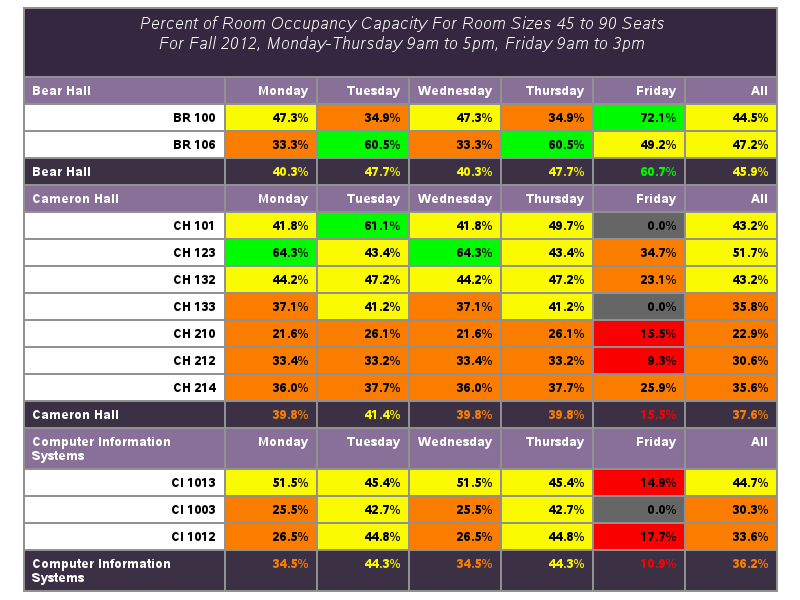 Percent of Room Occupancy Capacity For Room Sizes 45 to 90 Seats
For Fall 2012, Monday-Thursday 9am to 5pm, Friday 9am to 3pm
Bear Hall Monday Tuesday Wednesday Thursday Friday All
BR 100 47.3% 34.9% 47.3% 34.9% 72.1% 44.5%
BR 106 33.3% 60.5% 33.3% 60.5% 49.2% 47.2%
Bear Hall 40.3% 47.7% 40.3% 47.7% 60.7% 45.9%
Cameron Hall Monday Tuesday Wednesday Thursday Friday All
CH 101 41.8% 61.1% 41.8% 49.7% 0.0% 43.2%
CH 123 64.3% 43.4% 64.3% 43.4% 34.7% 51.7%
CH 132 44.2% 47.2% 44.2% 47.2% 23.1% 43.2%
CH 133 37.1% 41.2% 37.1% 41.2% 0.0% 35.8%
CH 210 21.6% 26.1% 21.6% 26.1% 15.5% 22.9%
CH 212 33.4% 33.2% 33.4% 33.2% 9.3% 30.6%
CH 214 36.0% 37.7% 36.0% 37.7% 25.9% 35.6%
Cameron Hall 39.8% 41.4% 39.8% 39.8% 15.5% 37.6%
Computer Information Monday Tuesday Wednesday Thursday Friday All
Systems
CI 1013 51.5% 45.4% 51.5% 45.4% 14.9% 44.7%
CI 1003 25.5% 42.7% 25.5% 42.7% 0.0% 30.3%
CI 1012 26.5% 44.8% 26.5% 44.8% 17.7% 33.6%
Computer Information 34.5% 44.3% 34.5% 44.3% 10.9% 36.2%
Systems